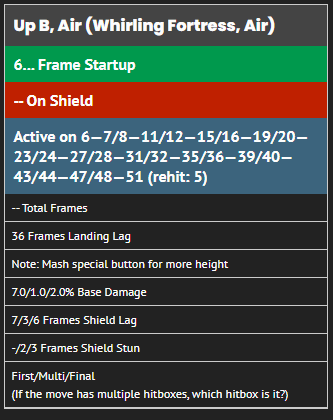 Up B, Air (Whirling Fortress, Air)
6... Frame Startup
-- On Shield
Active on 6—7/8—11/12—15/16—19/20—
23/24—27/28—31/32—35/36—39/40—
43/44—47/48—51 (rehit: 5)
-- Total Frames
36 Frames Landing Lag
Note: Mash special button for more height
7.0/1.0/2.0% Base Damage
7/3/6 Frames Shield Lag
-/2/3 Frames Shield Stun
First/Multi/Final
(If the move has multiple hitboxes, which hitbox is it?)